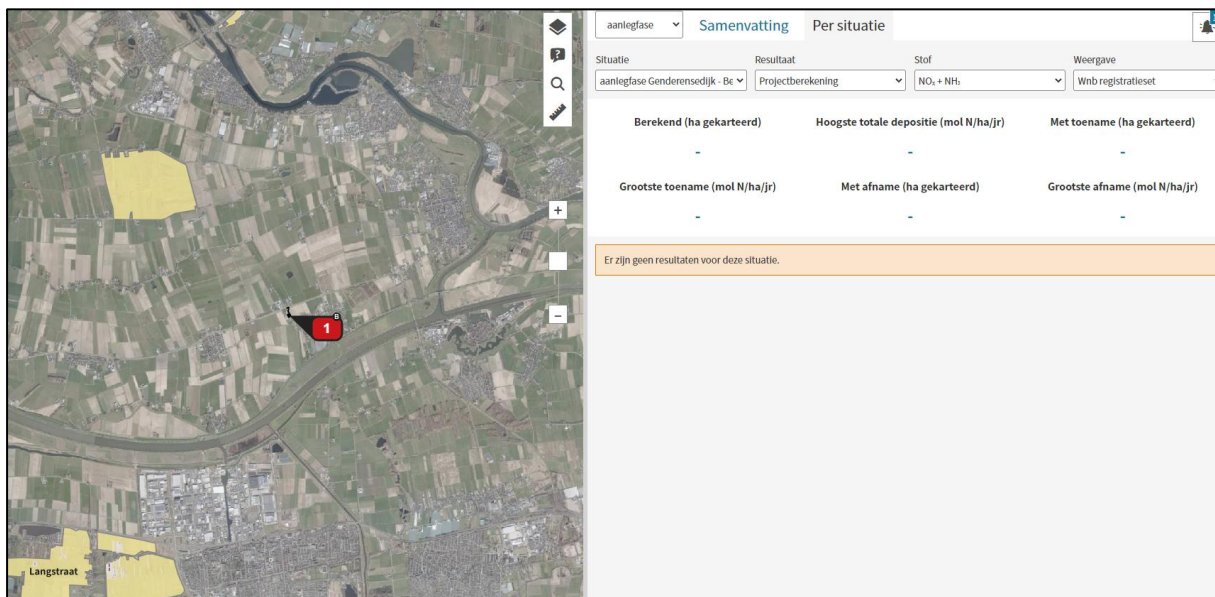 aanlegfase
Samenvatting
Per situatie
Situatie
Resultaat
Stof
Weergave
aanlegfase Genderensedijk - Be
Projectberekening
NOₓ + NH₃
Wnb registratieset
Berekend (ha gekarteerd)
Hoogste totale depositie (mol N/ha/jr)
Met toename (ha gekarteerd)
-
-
-
Grootste toename (mol N/ha/jr)
Met afname (ha gekarteerd)
Grootste afname (mol N/ha/jr)
-
-
-
Er zijn geen resultaten voor deze situatie.
?
+
B
1
−
Langstraat